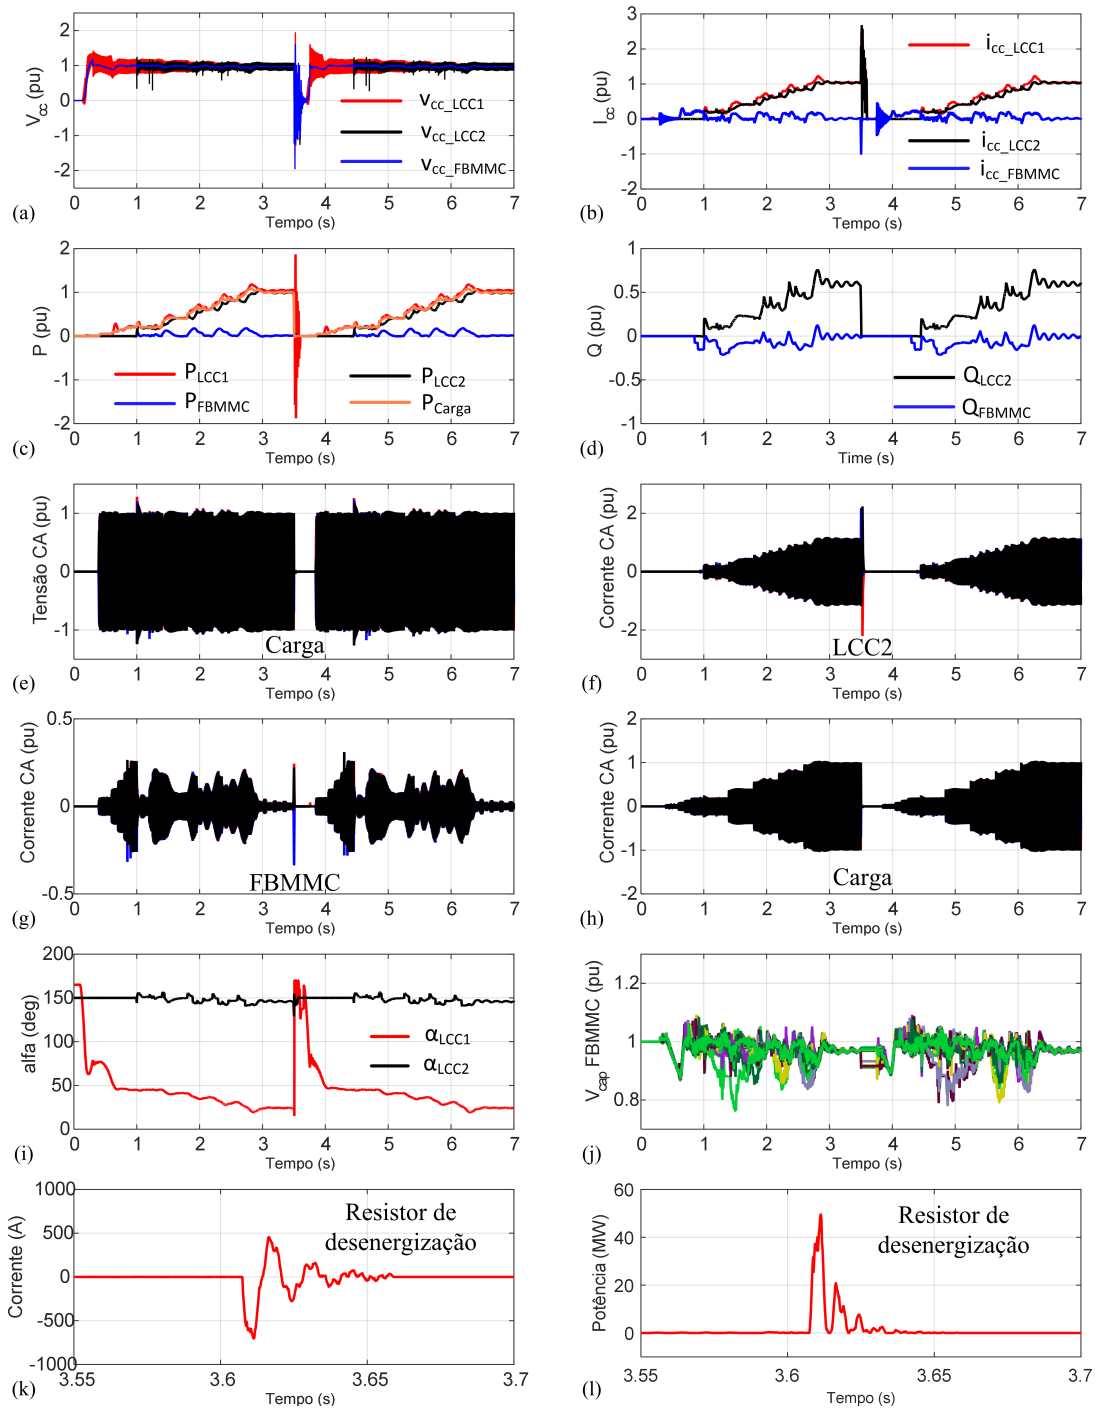 2
1
0
1
-2
V_cc (pu)
v_cc_LCC1
v_cc_LCC2
v_cc_FBMMC
0 1 2 3 4 5 6 7
Tempo (s)
(a)
3
2
1
0
-1
-2
I_cc (pu)
i_cc_LCC1
i_cc_LCC2
i_cc_FBMMC
0 1 2 3 4 5 6 7
Tempo (s)
(b)
2
1
0
-1
-2
P (pu)
P_LCC1
P_LCC2
P_FBMMC
P_Carga
0 1 2 3 4 5 6 7
Tempo (s)
(c)
1
0.5
0
-0.5
-1
Q (pu)
Q_LCC2
Q_FBMMC
0 1 2 3 4 5 6 7
Time (s)
(d)
1
0
-1
Tensão CA (pu)
Carga
0 1 2 3 4 5 6 7
Tempo (s)
(e)
2
0
-2
Corrente CA (pu)
LCC2
0 1 2 3 4 5 6 7
Tempo (s)
(f)
0.5
0
-0.5
Corrente CA (pu)
FBMMC
0 1 2 3 4 5 6 7
Tempo (s)
(g)
2
1
0
-1
-2
Corrente CA (pu)
Carga
0 1 2 3 4 5 6 7
Tempo (s)
(h)
200
150
100
50
0
alfa (deg)
α_LCC1
α_LCC2
0 1 2 3 4 5 6 7
Tempo (s)
(i)
1.2
1
0.8
V_cap FBMMC (pu)
0 1 2 3 4 5 6 7
Tempo (s)
(j)
1000
500
0
-500
-1000
Corrente (A)
Resistor de
desenergização
3.55 3.6 3.65 3.7
Tempo (s)
(k)
60
40
20
0
Potência (MW)
Resistor de
desenergização
3.55 3.6 3.65 3.7
Tempo (s)
(l)